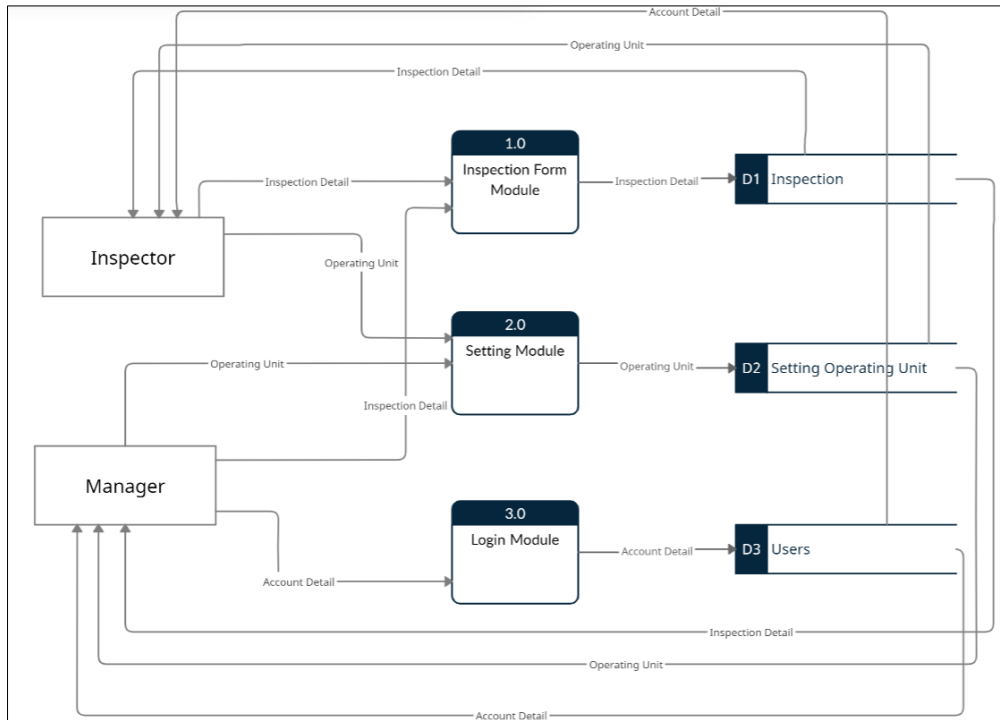 Account Detail
Operating Unit
Inspection Detail
1.0
Inspection Form
Module
Inspection Detail
Inspection Detail
D1
Inspection
Inspector
Operating Unit
2.0
Setting Module
Operating Unit
Operating Unit
D2
Setting Operating Unit
Inspection Detail
Manager
3.0
Login Module
Account Detail
D3
Users
Account Detail
Inspection Detail
Operating Unit
Account Detail